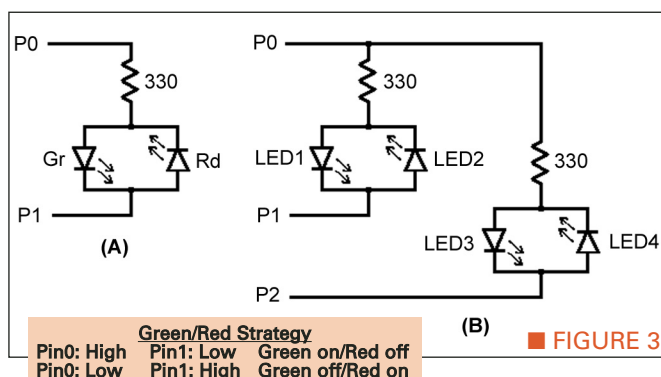 P0
330
Gr
Rd
P1
(A)
P0
330
LED1
LED2
P1
330
LED3
LED4
P2
(B)
Green/Red Strategy
Pin0: High Pin1: Low Green on/Red off
Pin0: Low Pin1: High Green off/Red on
■ FIGURE 3